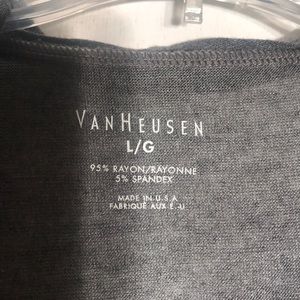 VANHEUSEN
L/G
95% RAYON/RAYONNE
5% SPANDEX
MADE IN U.S.A
FABRIQUÉ AUX É.-U